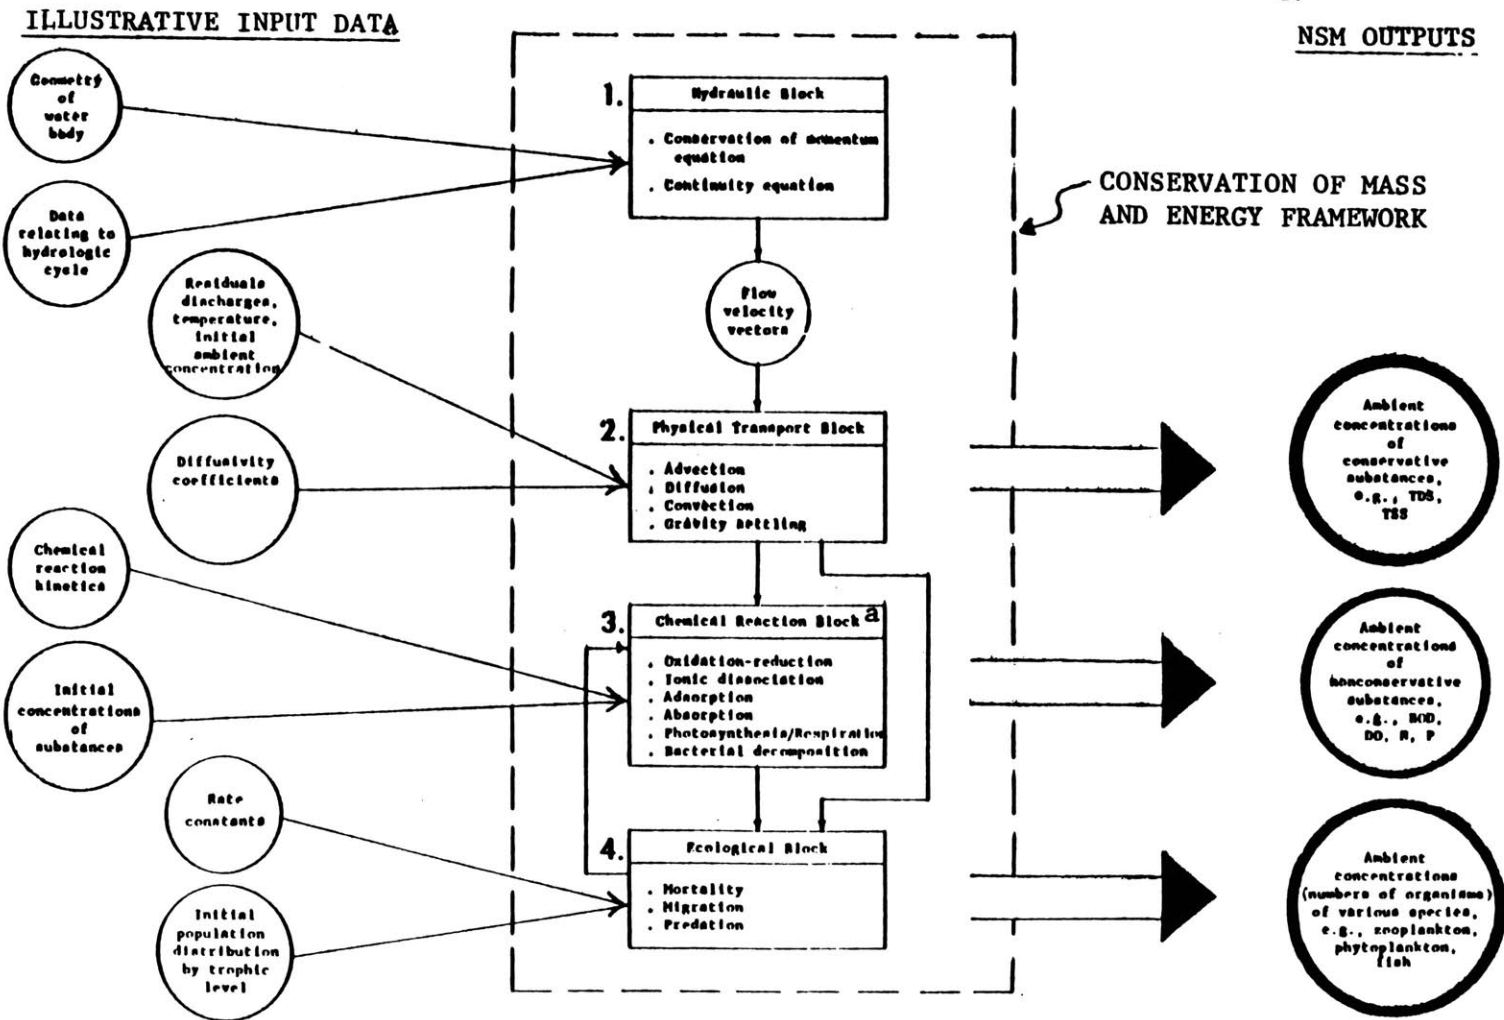 ILLUSTRATIVE INPUT DATA
NSM OUTPUTS
Geometry
of
water
body
Data
relating to
hydrologic
cycle
Residuals
discharges,
temperature,
initial
ambient
concentration
Diffusivity
coefficients
Chemical
reaction
kinetics
Initial
concentrations
of
substances
Rate
constants
Initial
population
distribution
by trophic
level
1.
Hydraulic Block
. Conservation of momentum
equation
. Continuity equation
Flow
velocity
vectors
2.
Physical Transport Block
. Advection
. Diffusion
. Convection
. Gravity settling
3.
Chemical Reaction Block a
. Oxidation-reduction
. Ionic dissociation
. Adsorption
. Absorption
. Photosynthesis/Respiration
. Bacterial decomposition
4.
Ecological Block
. Mortality
. Migration
. Predation
CONSERVATION OF MASS
AND ENERGY FRAMEWORK
Ambient
concentrations
of
conservative
substances,
e.g., TDS,
TSS
Ambient
concentrations
of
nonconservative
substances,
e.g., BOD,
DO, N, P
Ambient
concentrations
(numbers of organisms)
of various species,
e.g., zooplankton,
phytoplankton,
fish